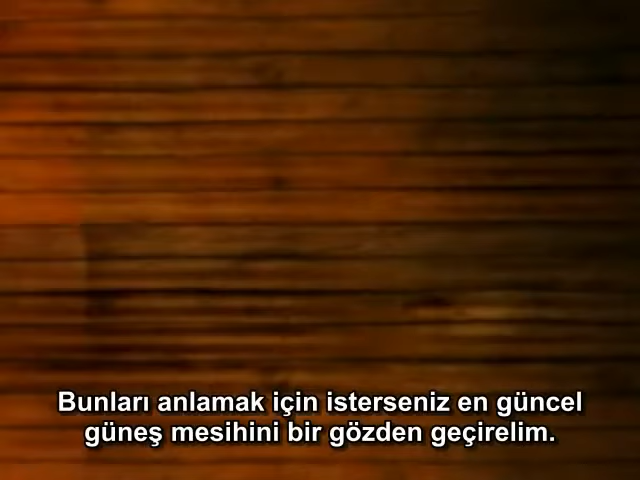 Bunları anlamak için isterseniz en güncel
güneş mesihini bir gözden geçirelim.